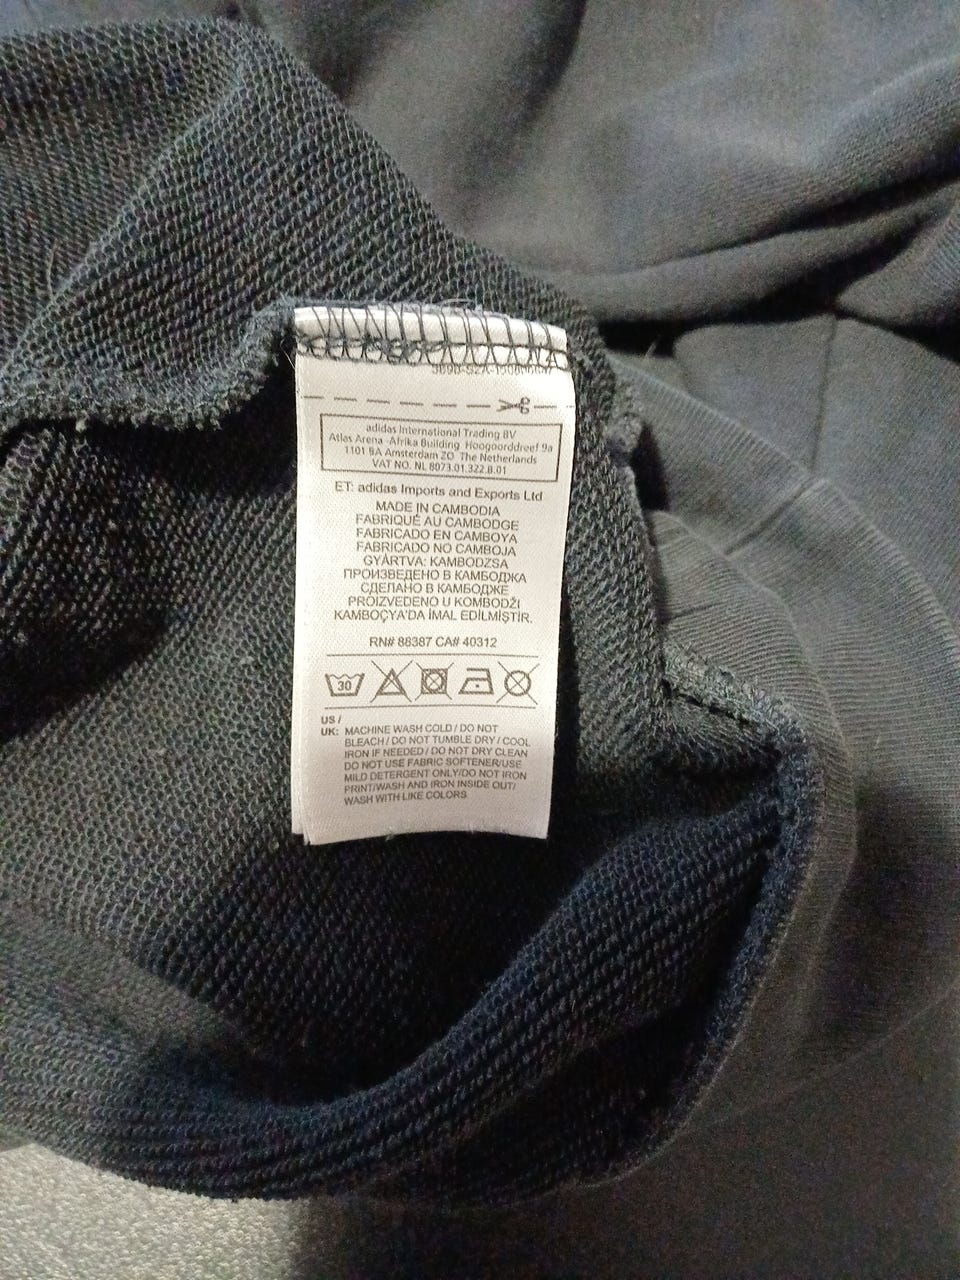 adidas International Trading BV
Atlas Arena -Afrika Building Hoogoorddreef 9a
1101 BA Amsterdam ZO The Netherlands
VAT NO. NL 8073.01.322.B.01
ET: adidas Imports and Exports Ltd
MADE IN CAMBODIA
FABRIQUÉ AU CAMBODGE
FABRICADO EN CAMBOYA
FABRICADO NO CAMBOJA
GYÁRTVA: KAMBODZSA
ПРОИЗВЕДЕНО В КАМБОДЖА
СДЕЛАНО В КАМБОДЖЕ
PROIZVEDENO U KOMBODŽI
KAMBOÇYA'DA İMAL EDİLMİŞTİR.
RN# 88387 CA# 40312
30
US /
UK: MACHINE WASH COLD / DO NOT
BLEACH / DO NOT TUMBLE DRY / COOL
IRON IF NEEDED / DO NOT DRY CLEAN
DO NOT USE FABRIC SOFTENER/USE
MILD DETERGENT ONLY/DO NOT IRON
PRINT/WASH AND IRON INSIDE OUT/
WASH WITH LIKE COLORS